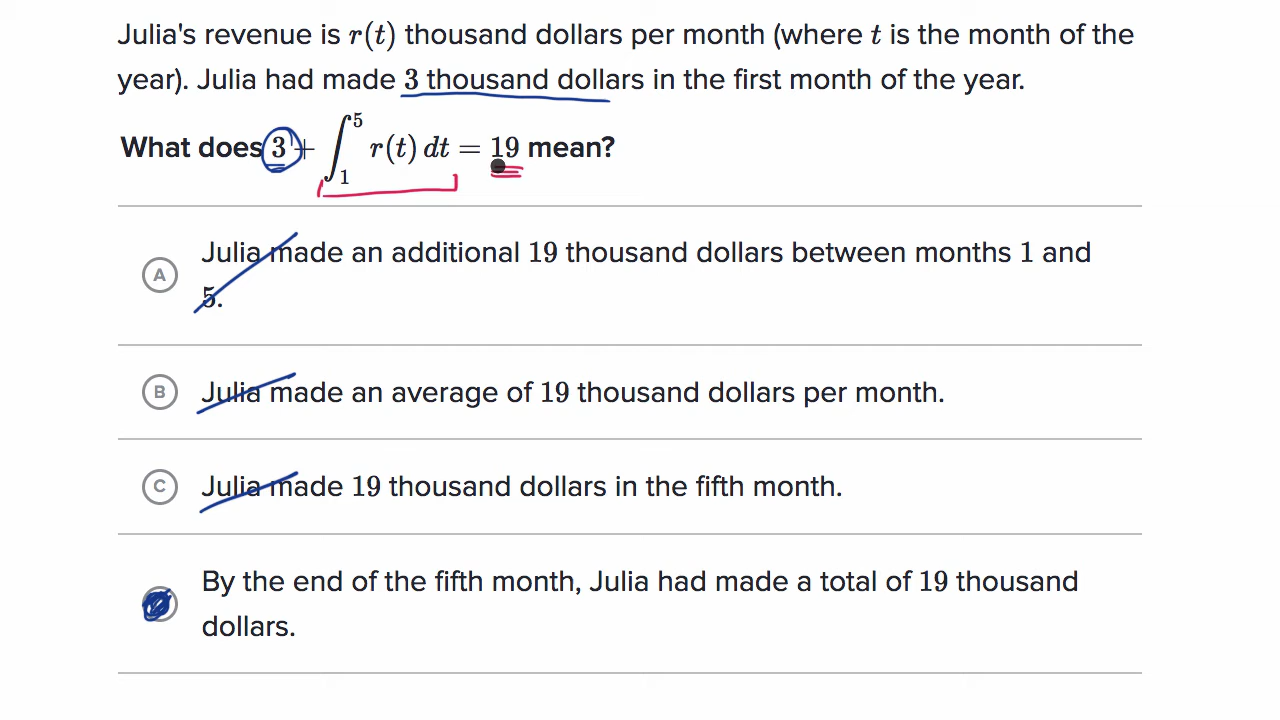 Julia's revenue is r(t) thousand dollars per month (where t is the month of the
year). Julia had made 3 thousand dollars in the first month of the year.
What does 3 + ∫₁⁵ r(t) dt = 19 mean?
A Julia made an additional 19 thousand dollars between months 1 and
5.
B Julia made an average of 19 thousand dollars per month.
C Julia made 19 thousand dollars in the fifth month.
By the end of the fifth month, Julia had made a total of 19 thousand
dollars.